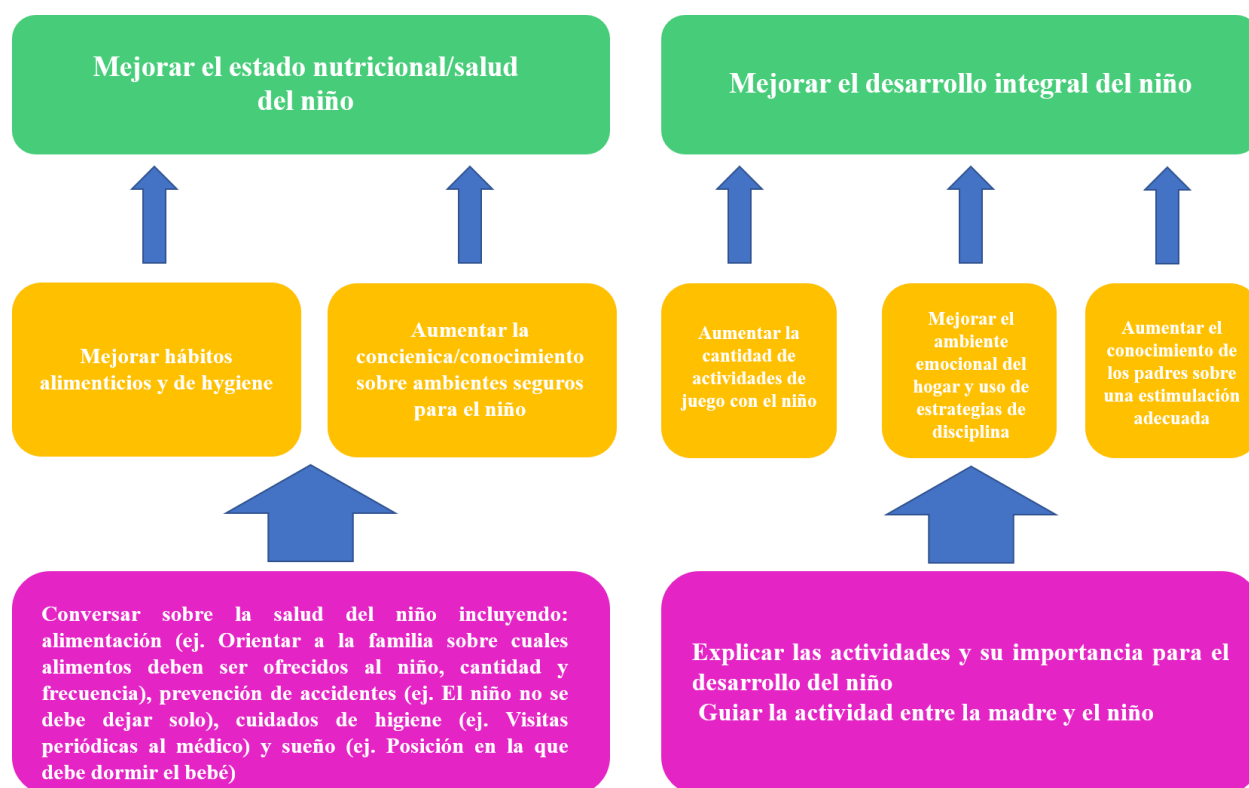 Mejorar el estado nutricional/salud
del niño
Mejorar el desarrollo integral del niño
Mejorar hábitos
alimenticios y de hygiene
Aumentar la
concienica/conocimiento
sobre ambientes seguros
para el niño
Aumentar la
cantidad de
actividades de
juego con el niño
Mejorar el
ambiente
emocional del
hogar y uso de
estrategias de
disciplina
Aumentar el
conocimiento de
los padres sobre
una estimulación
adecuada
Conversar sobre la salud del niño incluyendo:
alimentación (ej. Orientar a la familia sobre cuales
alimentos deben ser ofrecidos al niño, cantidad y
frecuencia), prevención de accidentes (ej. El niño no se
debe dejar solo), cuidados de higiene (ej. Visitas
periódicas al médico) y sueño (ej. Posición en la que
debe dormir el bebé)
Explicar las actividades y su importancia para el
desarrollo del niño
Guiar la actividad entre la madre y el niño